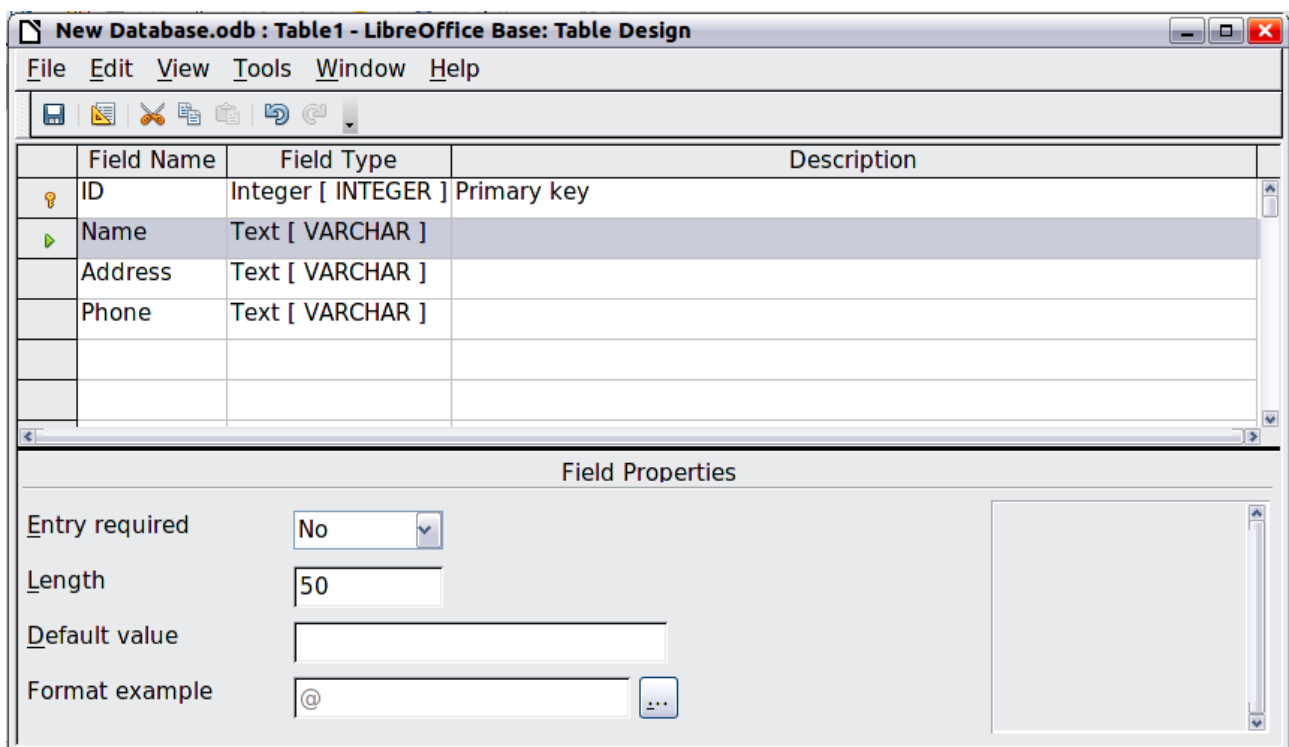 New Database.odb : Table1 - LibreOffice Base: Table Design
File Edit View Tools Window Help
Field Name Field Type Description
ID Integer [ INTEGER ] Primary key
Name Text [ VARCHAR ]
Address Text [ VARCHAR ]
Phone Text [ VARCHAR ]
Field Properties
Entry required No
Length 50
Default value
Format example @ ...